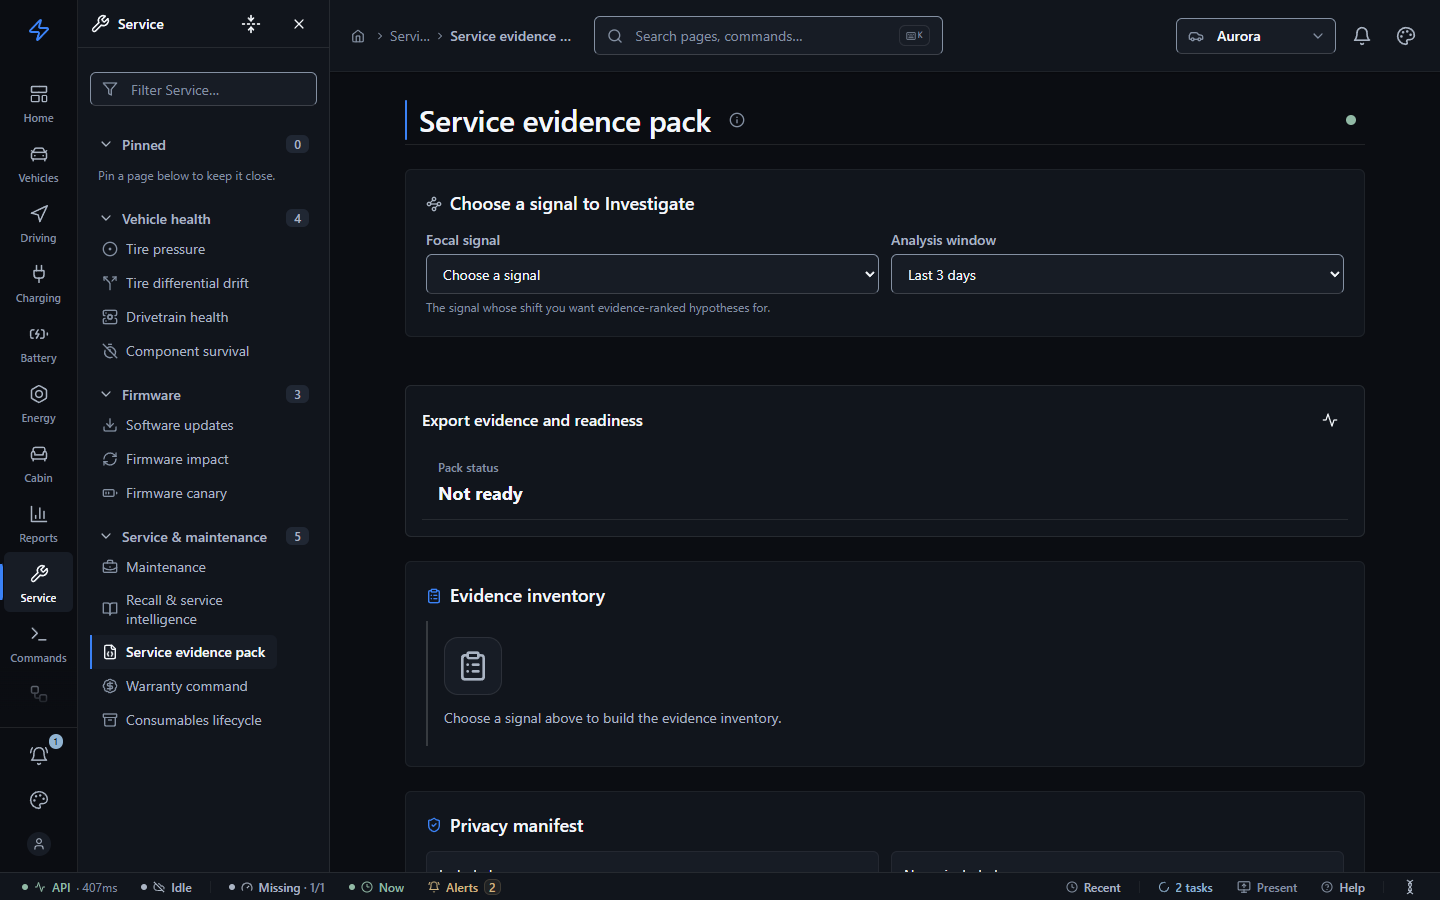 Service
Servi...
Service evidence ...
Search pages, commands...
K
Aurora
Home
Vehicles
Driving
Charging
Battery
Energy
Cabin
Reports
Service
Commands
1
Filter Service...
Pinned
0
Pin a page below to keep it close.
Vehicle health
4
Tire pressure
Tire differential drift
Drivetrain health
Component survival
Firmware
3
Software updates
Firmware impact
Firmware canary
Service & maintenance
5
Maintenance
Recall & service
intelligence
Service evidence pack
Warranty command
Consumables lifecycle
Service evidence pack
Choose a signal to Investigate
Focal signal
Choose a signal
The signal whose shift you want evidence-ranked hypotheses for.
Analysis window
Last 3 days
Export evidence and readiness
Pack status
Not ready
Evidence inventory
Choose a signal above to build the evidence inventory.
Privacy manifest
API · 407ms
Idle
Missing · 1/1
Now
Alerts 2
Recent
2 tasks
Present
Help